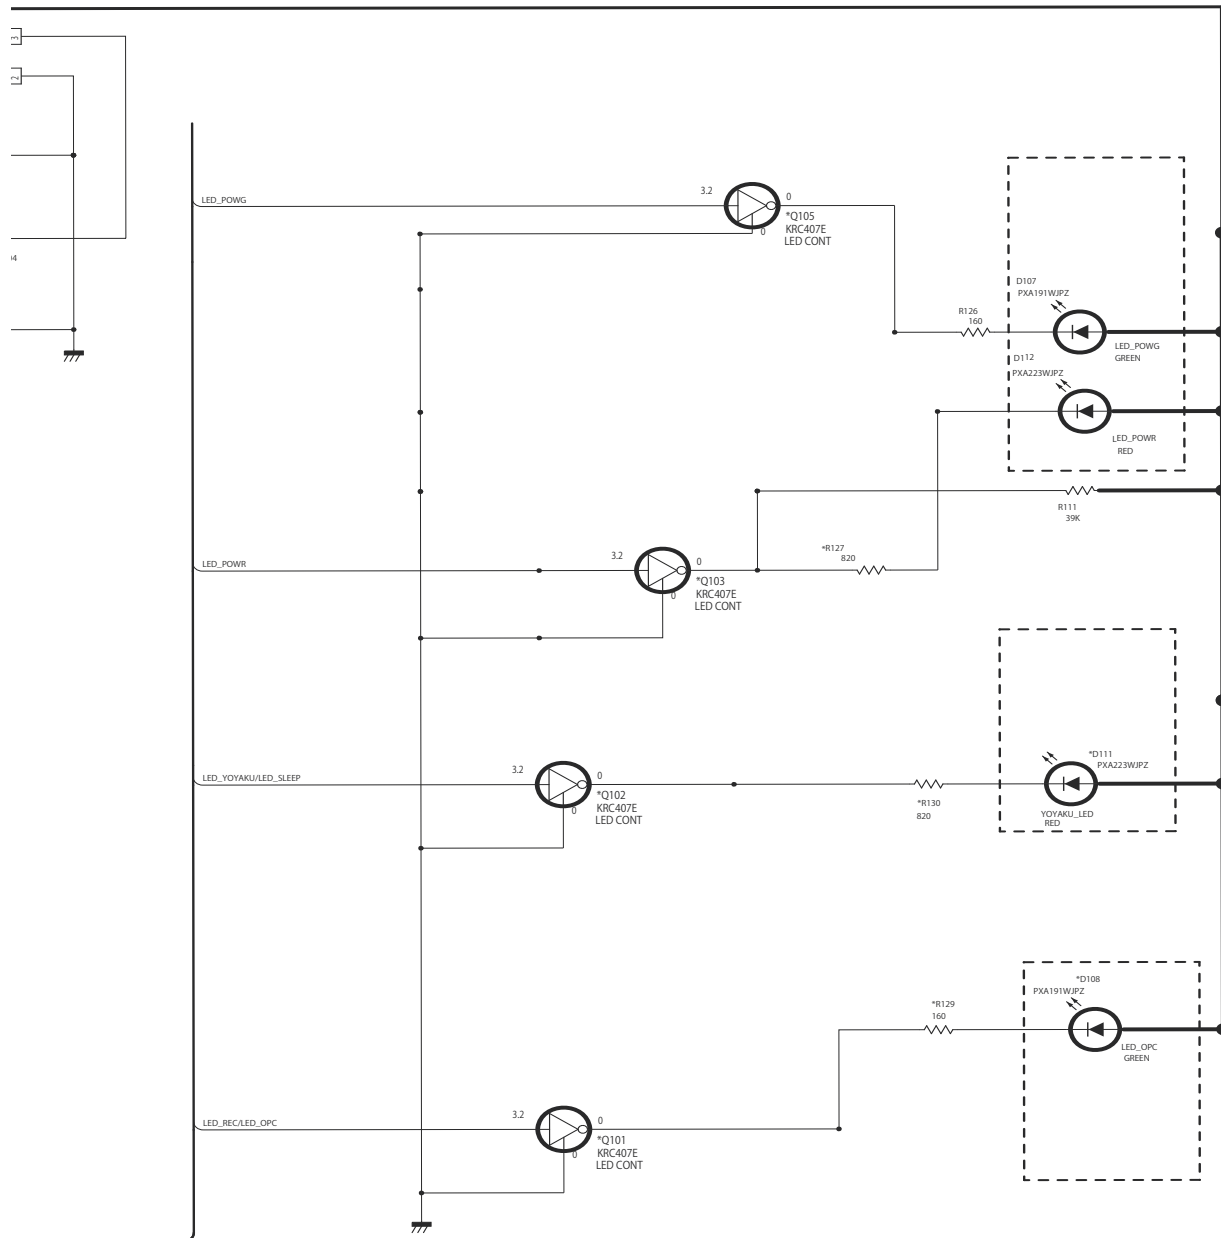 3
2
LED_POWG
3.2
0
*Q105
KRC407E
LED CONT
0
D107
PXA191WJPZ
R126
160
LED_POWG
GREEN
D112
PXA223WJPZ
LED_POWR
RED
R111
39K
LED_POWR
3.2
0
*Q103
KRC407E
LED CONT
0
*R127
820
LED_YOYAKU/LED_SLEEP
3.2
0
*Q102
KRC407E
LED CONT
0
*R130
820
*D111
PXA223WJPZ
YOYAKU_LED
RED
*D108
PXA191WJPZ
*R129
160
LED_OPC
GREEN
LED_REC/LED_OPC
3.2
0
*Q101
KRC407E
LED CONT
0